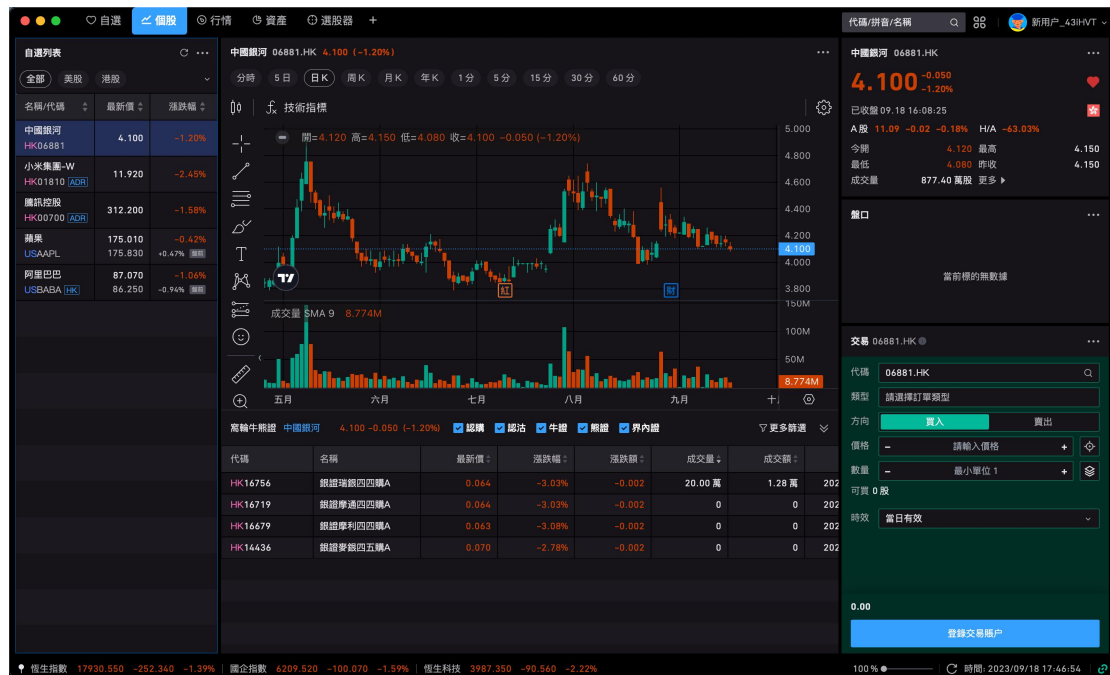 自選 個股 行情 資產 選股器 +
代碼/拼音/名稱 新用户_43iHVT
自選列表
全部 美股 港股
名稱/代碼 最新價 漲跌幅
中國銀河 4.100 -1.20%
HK06881
小米集團-W 11.920 -2.45%
HK01810 ADR
騰訊控股 312.200 -1.58%
HK00700 ADR
蘋果 175.010 -0.42%
USAAPL 175.830 +0.47% 盤前
阿里巴巴 87.070 -1.06%
USBABA HK 86.250 -0.94% 盤前
中國銀河 06881.HK 4.100 (-1.20%)
分時 5日 日K 周K 月K 年K 1分 5分 15分 30分 60分
fx 技術指標
開=4.120 高=4.150 低=4.080 收=4.100 -0.050 (-1.20%)
5.000
4.800
4.600
4.400
4.200
4.100
4.000
3.800
紅 財
150M
成交量 SMA 9 8.774M
100M
50M
8.774M
五月 六月 七月 八月 九月 十
窩輪牛熊證 中國銀河 4.100 -0.050 (-1.20%) 認購 認沽 牛證 熊證 界內證 更多篩選
代碼 名稱 最新價 漲跌幅 漲跌額 成交量 成交額
HK16756 銀證瑞銀四四購A 0.064 -3.03% -0.002 20.00 萬 1.28 萬 202
HK16719 銀證摩通四四購A 0.064 -3.03% -0.002 0 0 202
HK16679 銀證摩利四四購A 0.063 -3.08% -0.002 0 0 202
HK14436 銀證麥銀四五購A 0.070 -2.78% -0.002 0 0 202
中國銀河 06881.HK
4.100 -0.050
-1.20%
已收盤 09.18 16:08:25
A股 11.09 -0.02 -0.18% H/A -63.03%
今開 4.120 最高 4.150
最低 4.080 昨收 4.150
成交量 877.40 萬股 更多
盤口
當前標的無數據
交易 06881.HK
代碼 06881.HK
類型 請選擇訂單類型
方向 買入 賣出
價格 - 請輸入價格 +
數量 - 最小單位 1 +
可買 0 股
時效 當日有效
0.00
登錄交易賬户
恆生指數 17930.550 -252.340 -1.39% 國企指數 6209.520 -100.070 -1.59% 恆生科技 3987.350 -90.560 -2.22% 100% 時間: 2023/09/18 17:46:54